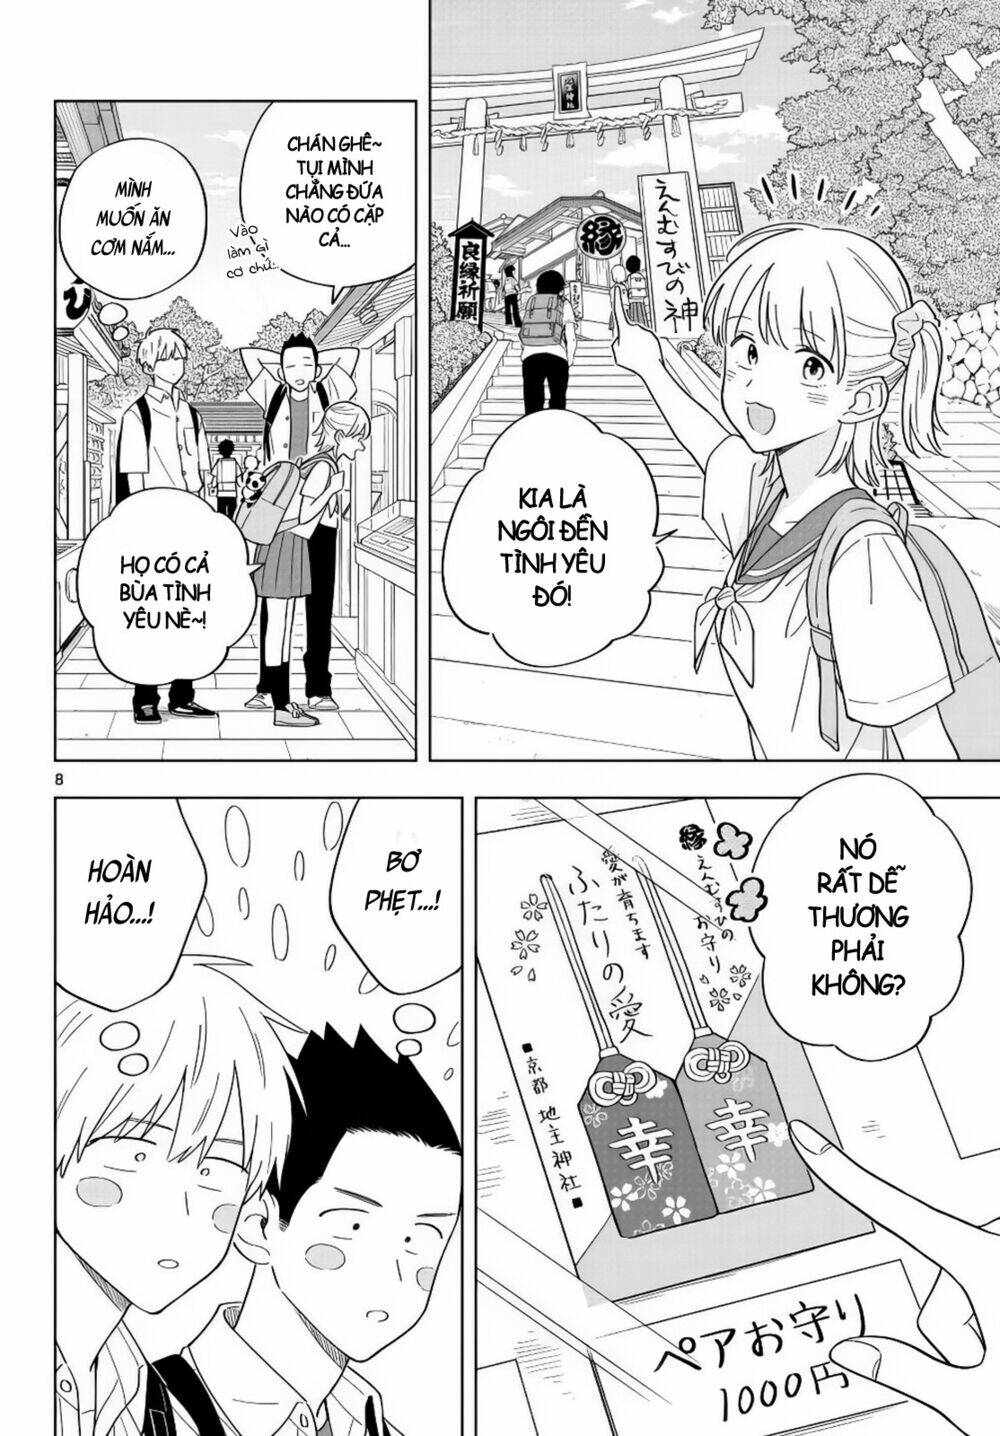 えんむすびの神
縁
良縁祈願
KIA LÀ
NGÔI ĐỀN
TÌNH YÊU
ĐÓ!
CHÁN GHÊ~
TỤI MÌNH
CHẲNG ĐỨA
NÀO CÓ CẶP
CẢ...
Vào
làm gì
cơ chứ...
MÌNH
MUỐN ĂN
CƠM NẮM...
び
HỌ CÓ CẢ
BÙA TÌNH
YÊU NÈ~!
8
NÓ
RẤT DỄ
THƯƠNG
PHẢI
KHÔNG?
縁
えんむすびの
お守り
愛が育ちます
ふたりの愛
■京都 地主神社■
幸
幸
ペアお守り
1000円
BƠ
PHẸT...!
HOÀN
HẢO...!